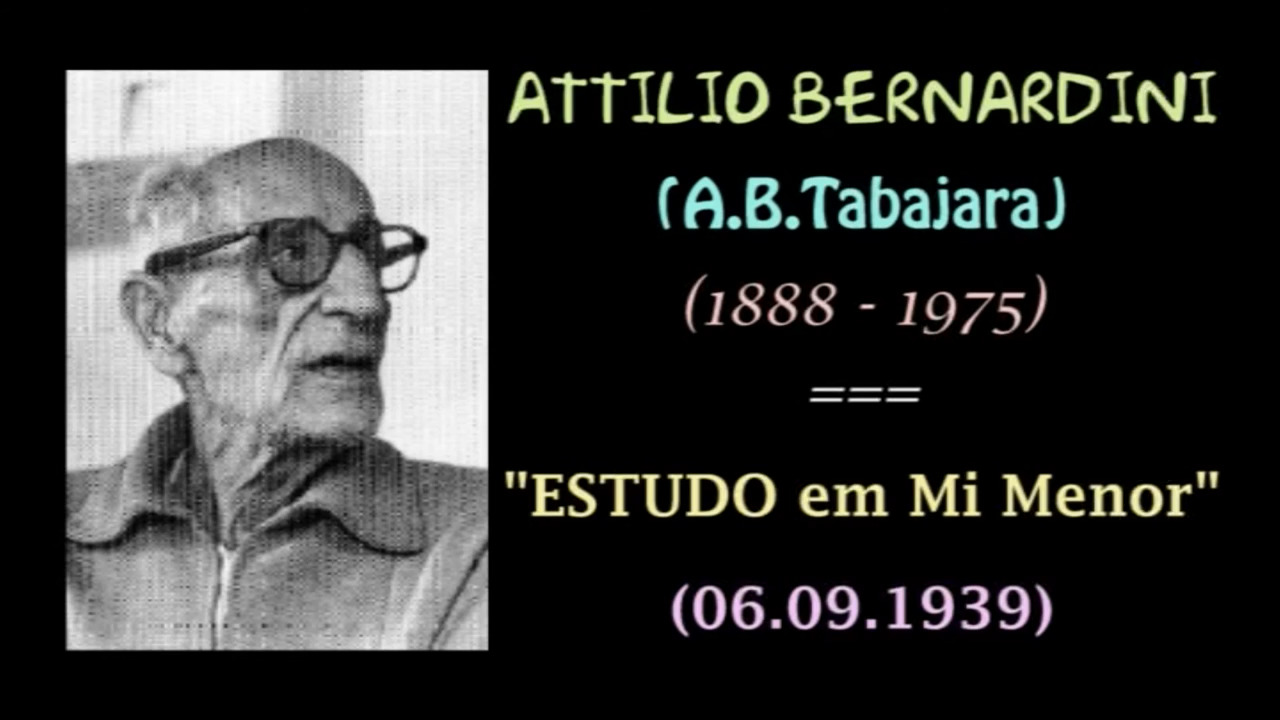 ATTILIO BERNARDINI
(A.B.Tabajara)
(1888 - 1975)
===
"ESTUDO em Mi Menor"
(06.09.1939)